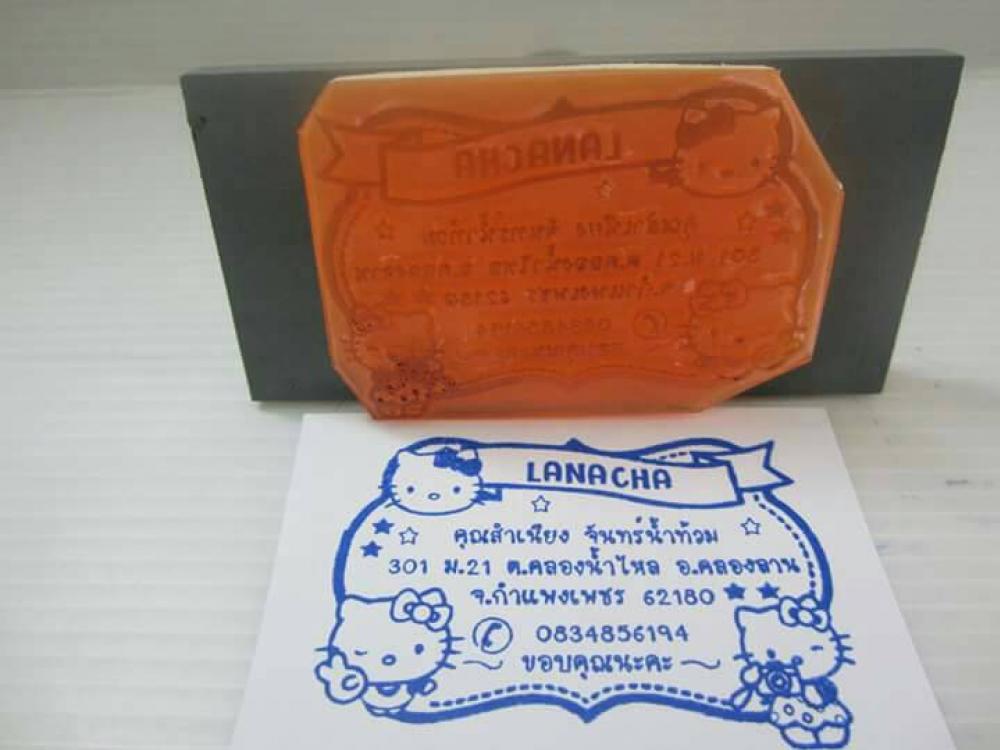 LANACHA
คุณสำเนียง จันทร์น้ำท้วม
301 ม.21 ต.คลองน้ำไหล อ.คลองลาน
จ.กำแพงเพชร 62180
0834856194
~ ขอบคุณนะคะ ~